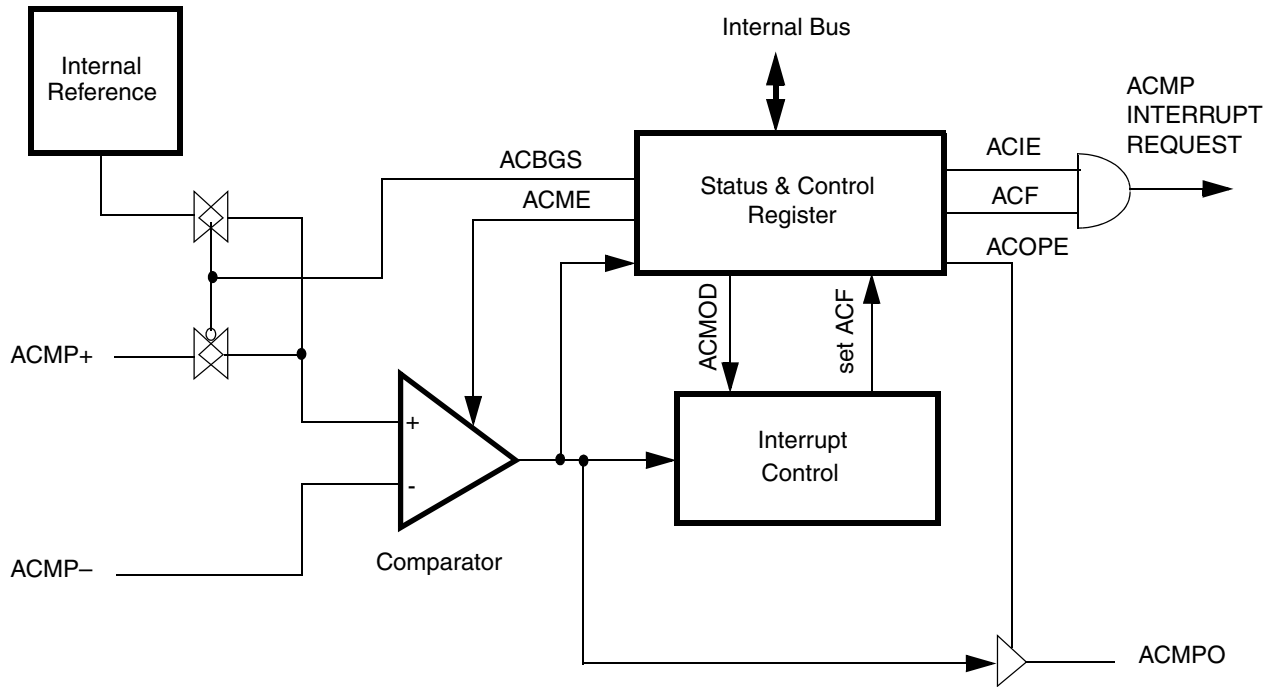 Internal Bus
Internal
Reference
ACMP
INTERRUPT
REQUEST
ACBGS
ACME
Status & Control
Register
ACIE
ACF
ACOPE
ACMOD
set ACF
ACMP+
+
-
Interrupt
Control
Comparator
ACMP–
ACMPO